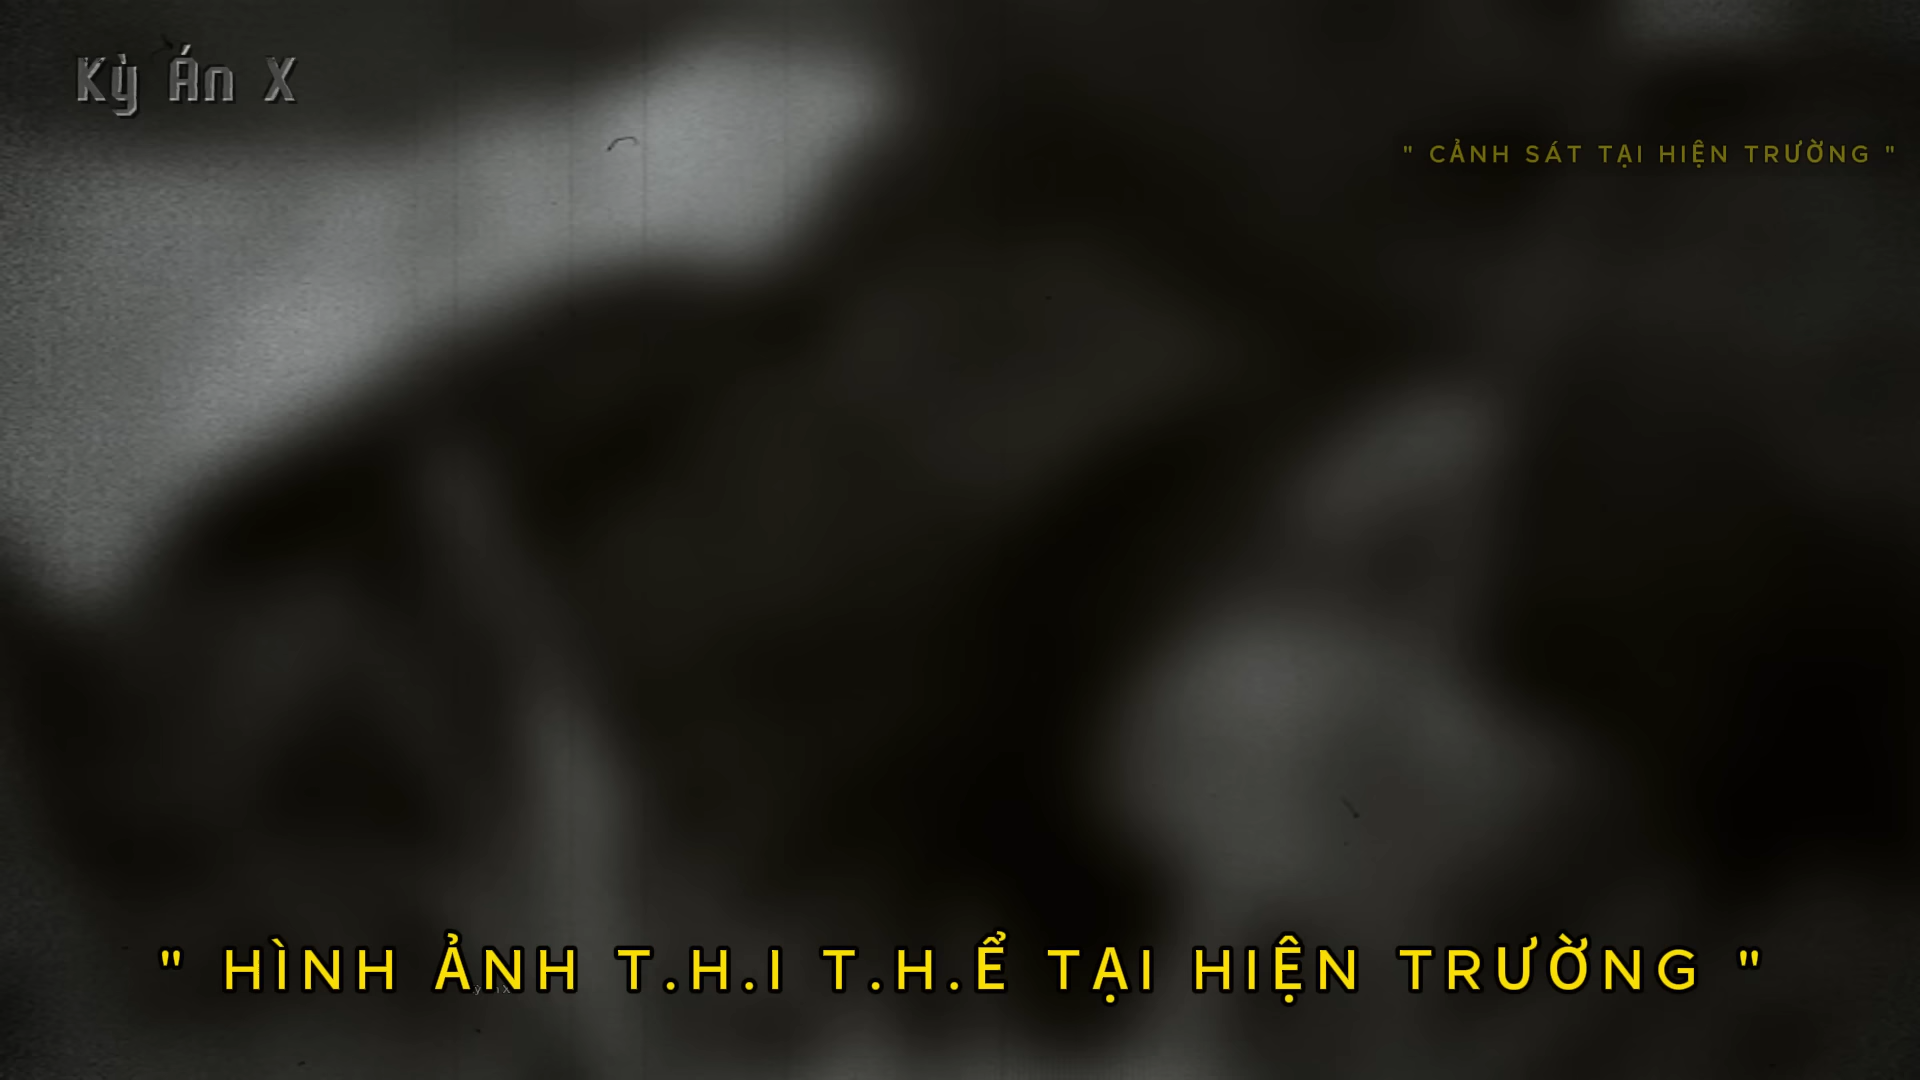 Kỳ Án X
" CẢNH SÁT TẠI HIỆN TRƯỜNG "
" HÌNH ẢNH T.H.I T.H.Ể TẠI HIỆN TRƯỜNG "